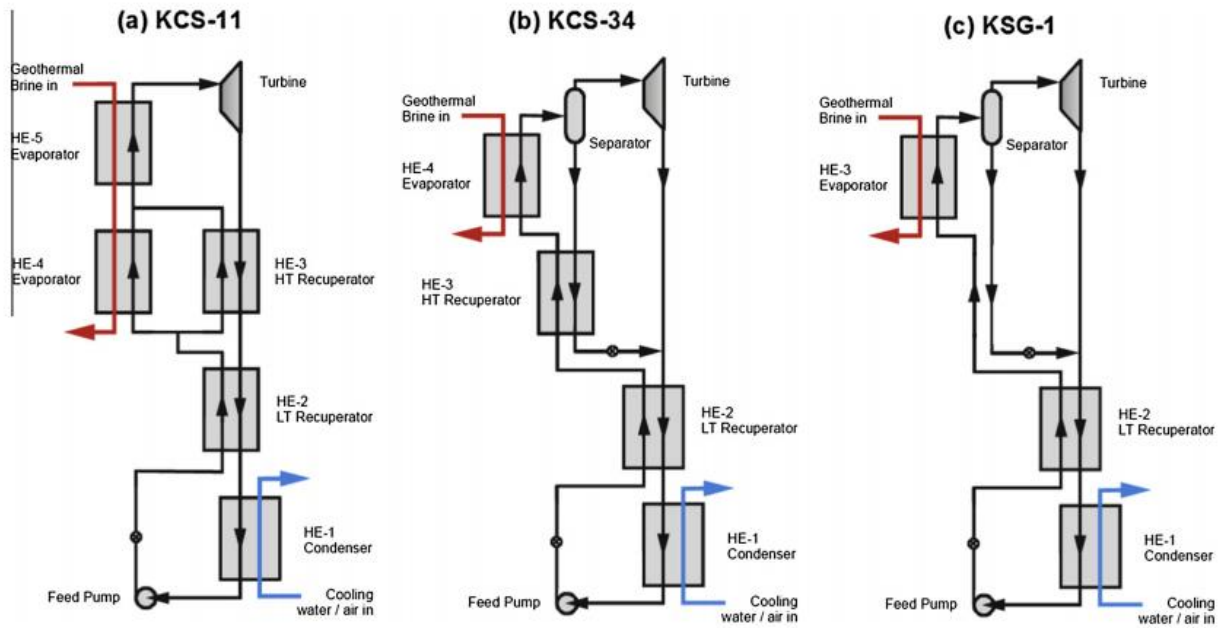 (a) KCS-11
Geothermal
Brine in
Turbine
HE-5
Evaporator
HE-4
Evaporator
HE-3
HT Recuperator
HE-2
LT Recuperator
HE-1
Condenser
Feed Pump
Cooling
water / air in
(b) KCS-34
Geothermal
Brine in
Turbine
Separator
HE-4
Evaporator
HE-3
HT Recuperator
HE-2
LT Recuperator
HE-1
Condenser
Feed Pump
Cooling
water / air in
(c) KSG-1
Geothermal
Brine in
Turbine
Separator
HE-3
Evaporator
HE-2
LT Recuperator
HE-1
Condenser
Feed Pump
Cooling
water / air in